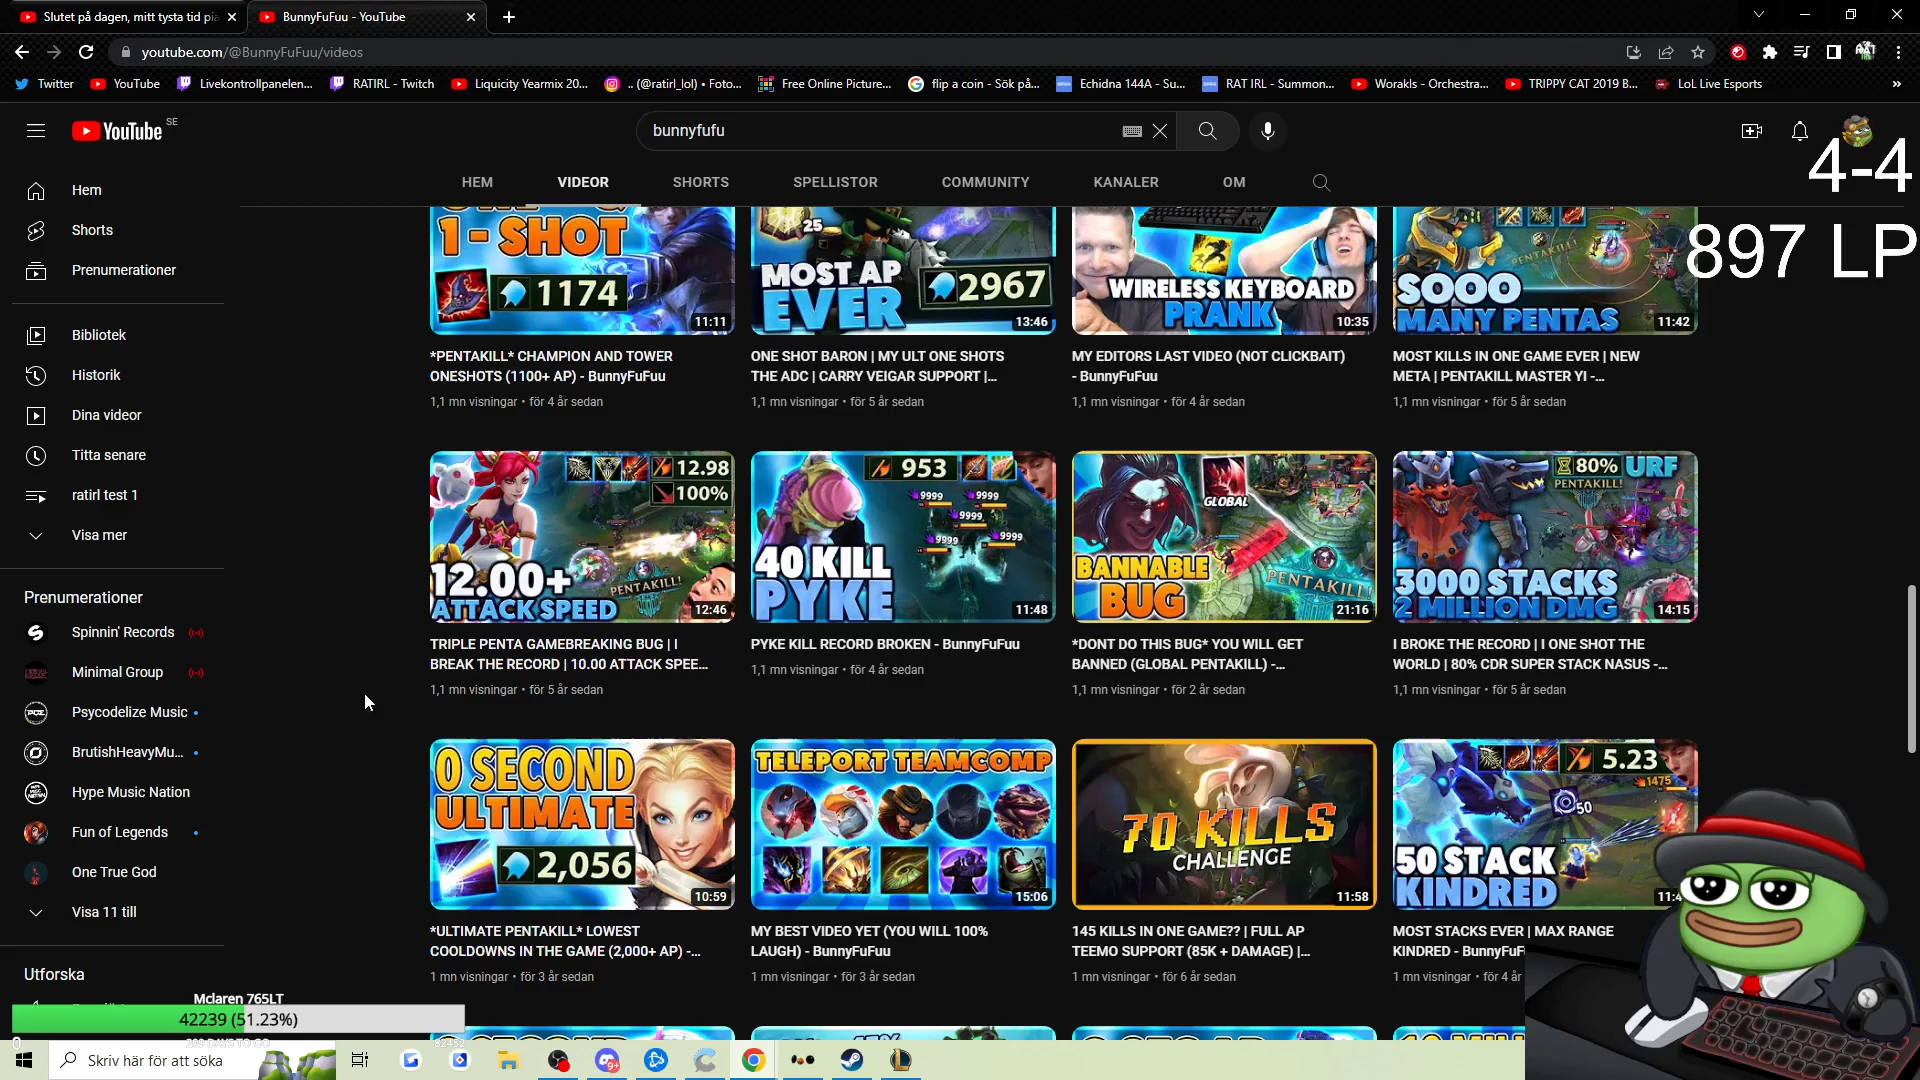 Slutet på dagen, mitt tysta tid pia
BunnyFuFuu - YouTube
youtube.com/@BunnyFuFuu/videos
Twitter
YouTube
Livekontrollpanelen...
RATIRL - Twitch
Liquicity Yearmix 20...
.. (@ratirl_lol) • Foto...
Free Online Picture...
flip a coin - Sök på...
Echidna 144A - Su...
RAT IRL - Summon...
Worakls - Orchestra...
TRIPPY CAT 2019 B...
LoL Live Esports
»
YouTube SE
bunnyfufu
4-4
897 LP
HEM
VIDEOR
SHORTS
SPELLISTOR
COMMUNITY
KANALER
OM
Hem
Shorts
Prenumerationer
Bibliotek
Historik
Dina videor
Titta senare
ratirl test 1
Visa mer
Prenumerationer
Spinnin' Records
Minimal Group
Psycodelize Music
BrutishHeavyMu...
Hype Music Nation
Fun of Legends
One True God
Visa 11 till
Utforska
1-SHOT
1174
11:11
*PENTAKILL* CHAMPION AND TOWER
ONESHOTS (1100+ AP) - BunnyFuFuu
1,1 mn visningar • för 4 år sedan
25
MOST AP
EVER
2967
13:46
ONE SHOT BARON | MY ULT ONE SHOTS
THE ADC | CARRY VEIGAR SUPPORT |...
1,1 mn visningar • för 5 år sedan
WIRELESS KEYBOARD
PRANK
10:35
MY EDITORS LAST VIDEO (NOT CLICKBAIT)
- BunnyFuFuu
1,1 mn visningar • för 4 år sedan
PENTAKILL!
SOOO
MANY PENTAS
11:42
MOST KILLS IN ONE GAME EVER | NEW
META | PENTAKILL MASTER YI -...
1,1 mn visningar • för 5 år sedan
12.98
100%
12.00+
ATTACK SPEED
PENTAKILL!
12:46
TRIPLE PENTA GAMEBREAKING BUG | I
BREAK THE RECORD | 10.00 ATTACK SPEE...
1,1 mn visningar • för 5 år sedan
953
9999
9999
9999
9999
9999
40 KILL
PYKE
11:48
PYKE KILL RECORD BROKEN - BunnyFuFuu
1,1 mn visningar • för 4 år sedan
GLOBAL
BANNABLE
BUG
PENTAKILL!
21:16
*DONT DO THIS BUG* YOU WILL GET
BANNED (GLOBAL PENTAKILL) -...
1,1 mn visningar • för 2 år sedan
80% URF
PENTAKILL!
3000 STACKS
2 MILLION DMG
14:15
I BROKE THE RECORD | I ONE SHOT THE
WORLD | 80% CDR SUPER STACK NASUS -...
1,1 mn visningar • för 5 år sedan
0 SECOND
ULTIMATE
2,056
10:59
*ULTIMATE PENTAKILL* LOWEST
COOLDOWNS IN THE GAME (2,000+ AP) -...
1 mn visningar • för 3 år sedan
TELEPORT TEAMCOMP
15:06
MY BEST VIDEO YET (YOU WILL 100%
LAUGH) - BunnyFuFuu
1 mn visningar • för 3 år sedan
70 KILLS
CHALLENGE
11:58
145 KILLS IN ONE GAME?? | FULL AP
TEEMO SUPPORT (85K + DAMAGE) |...
1 mn visningar • för 6 år sedan
5.23
1475
50
50 STACK
KINDRED
11:4
MOST STACKS EVER | MAX RANGE
KINDRED - BunnyFuF
1 mn visningar • för 4 år
Mclaren 765LT
42239 (51.23%)
0
82452
Skriv här för att söka
9+